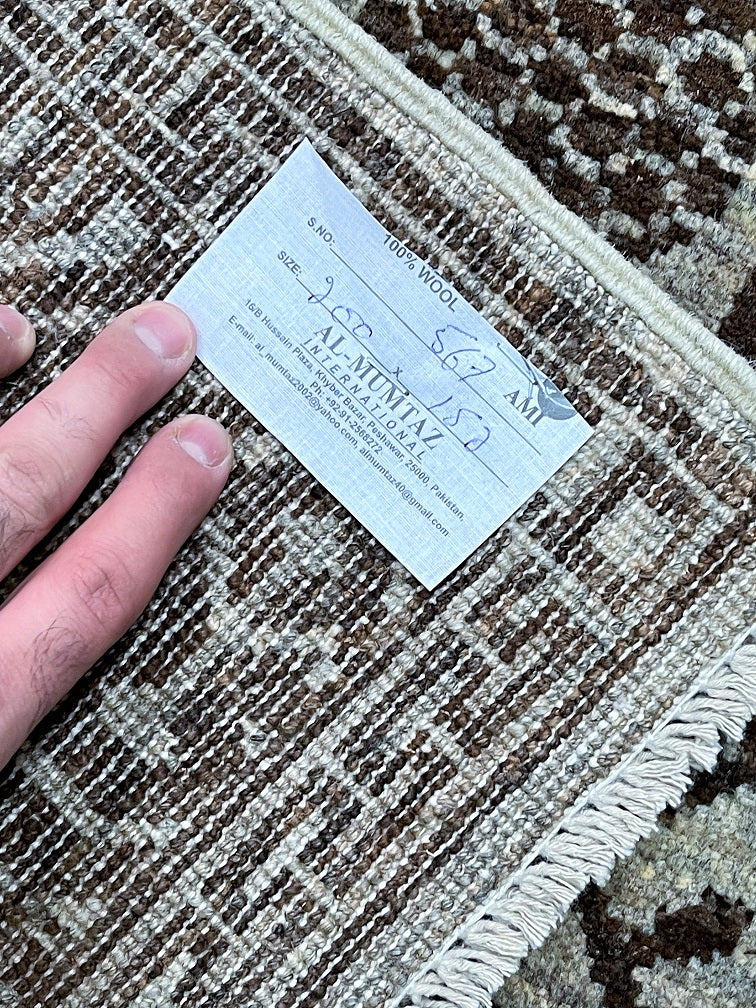 100% WOOL
S.NO: 567
SIZE: 200 x 152
AMI
AL-MUMTAZ
INTERNATIONAL
16/B Hussain Plaza, Khyber Bazar, Peshawar, 25000, Pakistan,
Ph: +92-91-2566272
E-mail: al_mumtaz2002@yahoo.com, almumtaz40@gmail.com